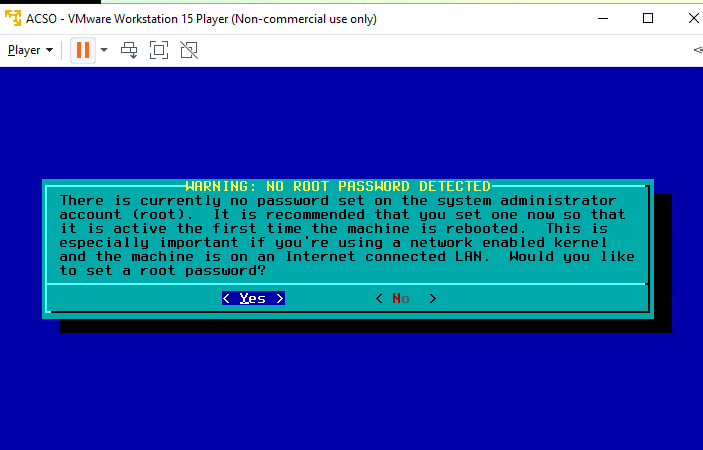 ACSO - VMware Workstation 15 Player (Non-commercial use only)
Player
WARNING: NO ROOT PASSWORD DETECTED
There is currently no password set on the system administrator
account (root).  It is recommended that you set one now so that
it is active the first time the machine is rebooted.  This is
especially important if you're using a network enabled kernel
and the machine is on an Internet connected LAN.  Would you like
to set a root password?
< Yes > < No >